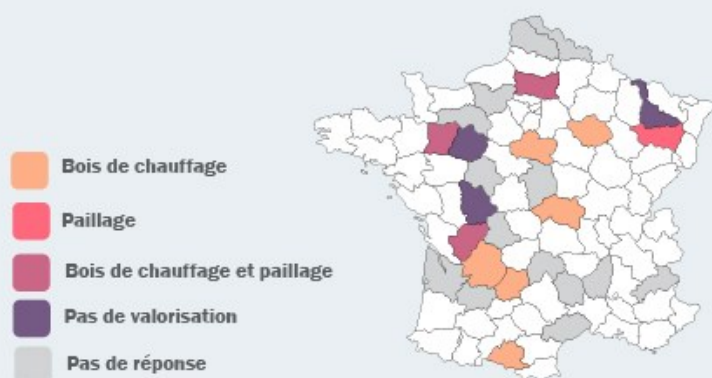 Bois de chauffage
Paillage
Bois de chauffage et paillage
Pas de valorisation
Pas de réponse